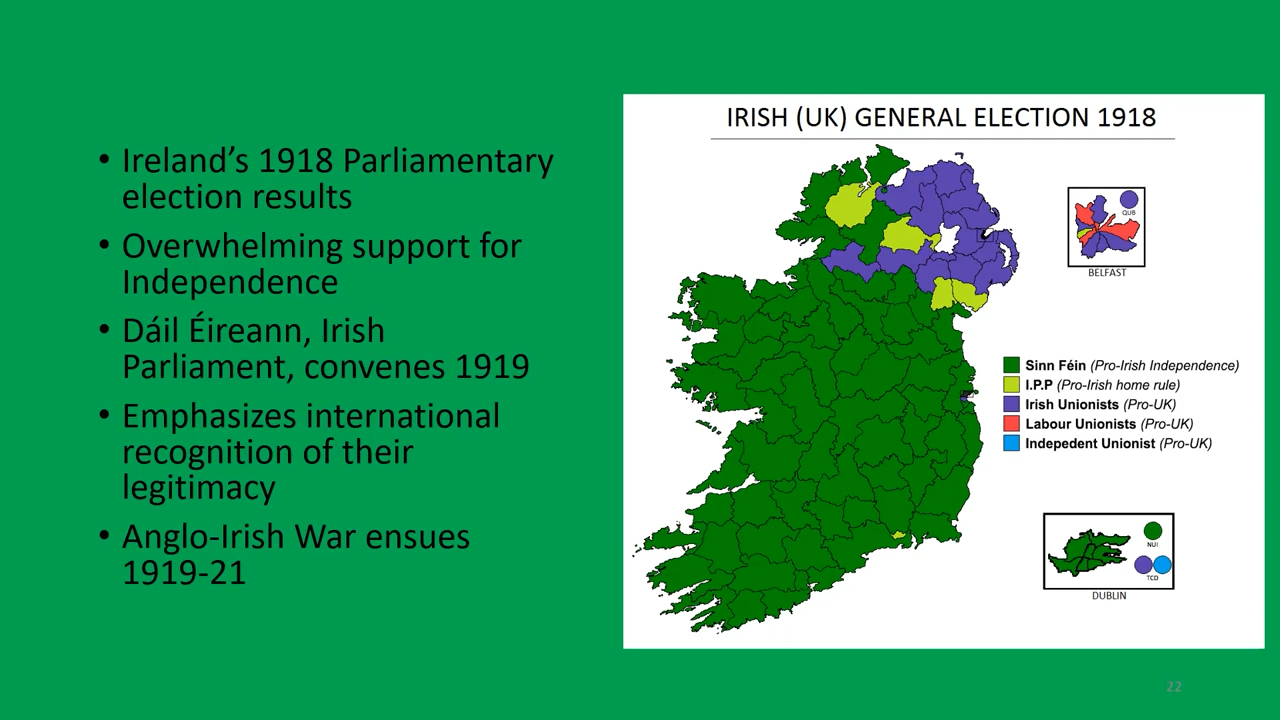 • Ireland’s 1918 Parliamentary
election results
• Overwhelming support for
Independence
• Dáil Éireann, Irish
Parliament, convenes 1919
• Emphasizes international
recognition of their
legitimacy
• Anglo-Irish War ensues
1919-21
IRISH (UK) GENERAL ELECTION 1918
QUB
BELFAST
Sinn Féin (Pro-Irish Independence)
I.P.P (Pro-Irish home rule)
Irish Unionists (Pro-UK)
Labour Unionists (Pro-UK)
Indepedent Unionist (Pro-UK)
NUI
TCD
DUBLIN
22